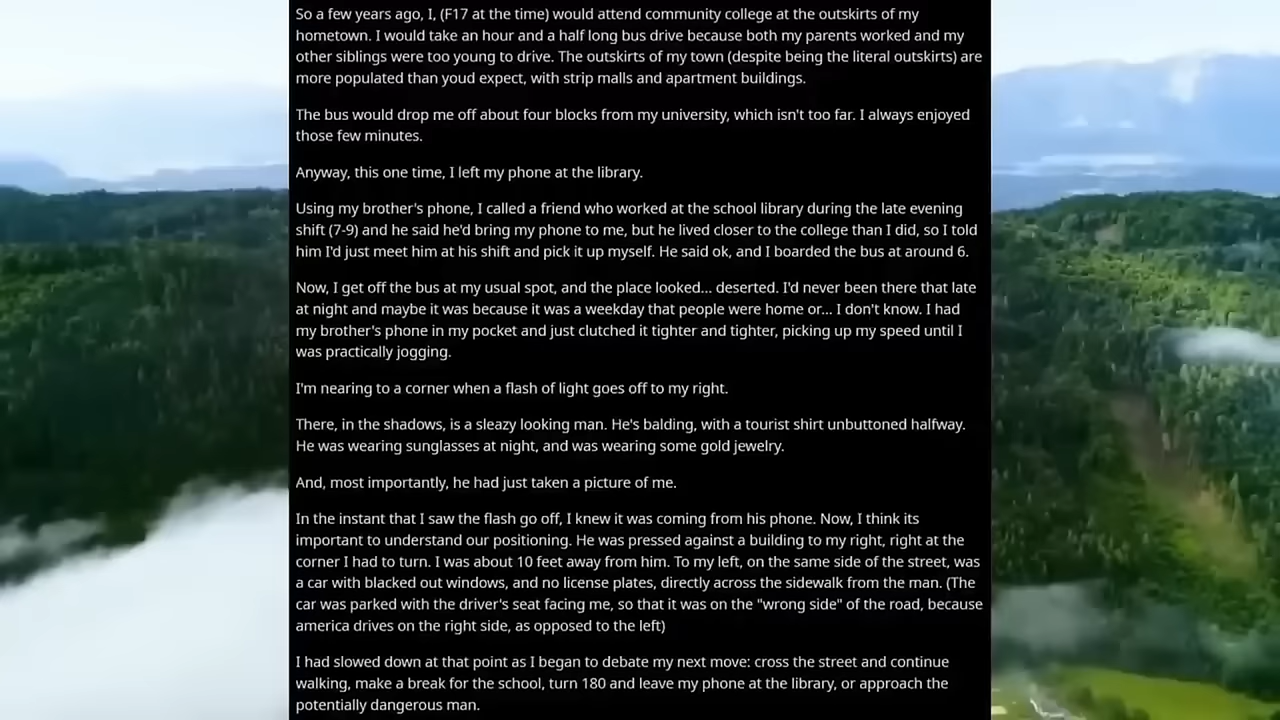 So a few years ago, I, (F17 at the time) would attend community college at the outskirts of my
hometown. I would take an hour and a half long bus drive because both my parents worked and my
other siblings were too young to drive. The outskirts of my town (despite being the literal outskirts) are
more populated than youd expect, with strip malls and apartment buildings.
The bus would drop me off about four blocks from my university, which isn't too far. I always enjoyed
those few minutes.
Anyway, this one time, I left my phone at the library.
Using my brother's phone, I called a friend who worked at the school library during the late evening
shift (7-9) and he said he'd bring my phone to me, but he lived closer to the college than I did, so I told
him I'd just meet him at his shift and pick it up myself. He said ok, and I boarded the bus at around 6.
Now, I get off the bus at my usual spot, and the place looked... deserted. I'd never been there that late
at night and maybe it was because it was a weekday that people were home or... I don't know. I had
my brother's phone in my pocket and just clutched it tighter and tighter, picking up my speed until I
was practically jogging.
I'm nearing to a corner when a flash of light goes off to my right.
There, in the shadows, is a sleazy looking man. He's balding, with a tourist shirt unbuttoned halfway.
He was wearing sunglasses at night, and was wearing some gold jewelry.
And, most importantly, he had just taken a picture of me.
In the instant that I saw the flash go off, I knew it was coming from his phone. Now, I think its
important to understand our positioning. He was pressed against a building to my right, right at the
corner I had to turn. I was about 10 feet away from him. To my left, on the same side of the street, was
a car with blacked out windows, and no license plates, directly across the sidewalk from the man. (The
car was parked with the driver's seat facing me, so that it was on the "wrong side" of the road, because
america drives on the right side, as opposed to the left)
I had slowed down at that point as I began to debate my next move: cross the street and continue
walking, make a break for the school, turn 180 and leave my phone at the library, or approach the
potentially dangerous man.